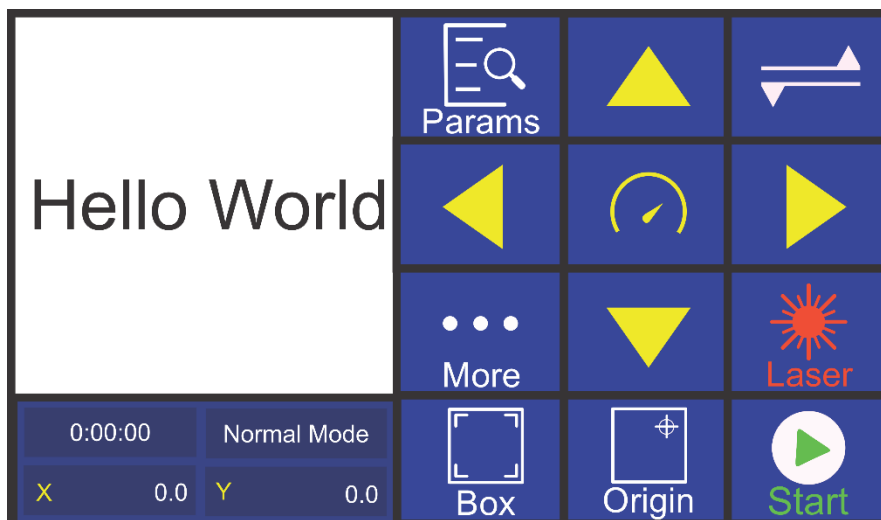 Hello World
0:00:00
Normal Mode
X 0.0
Y 0.0
Params
More
Laser
Box
Origin
Start